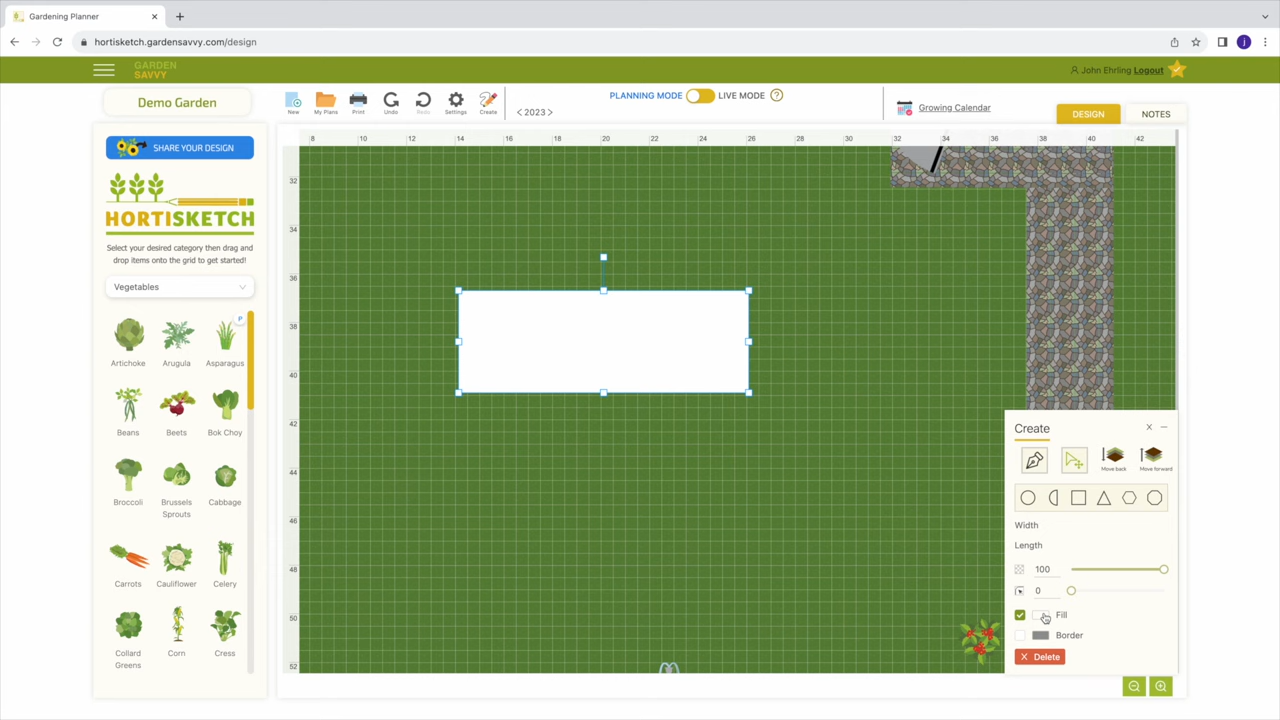 Gardening Planner
hortisketch.gardensavvy.com/design
j
GARDEN
SAVVY
John Ehrling Logout
Demo Garden
New
My Plans
Print
Undo
Redo
Settings
Create
< 2023 >
PLANNING MODE
LIVE MODE
?
Growing Calendar
DESIGN
NOTES
SHARE YOUR DESIGN
HORTISKETCH
Select your desired category then drag and
drop items onto the grid to get started!
Vegetables
P
Artichoke
Arugula
Asparagus
Beans
Beets
Bok Choy
Broccoli
Brussels
Sprouts
Cabbage
Carrots
Cauliflower
Celery
Collard
Greens
Corn
Cress
8 10 12 14 16 18 20 22 24 26 28 30 32 34 36 38 40 42
32
34
36
38
40
42
44
46
48
50
52
Create
X
Move back
Move forward
Width
Length
100
0
Fill
Border
X Delete